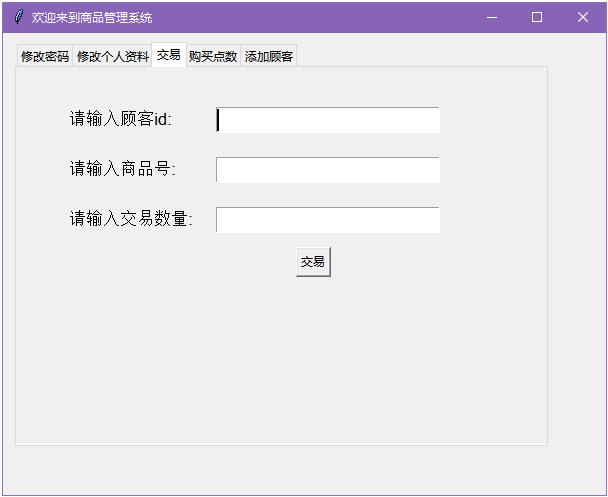 欢迎来到商品管理系统
修改密码 修改个人资料 交易 购买点数 添加顾客
请输入顾客id:
请输入商品号:
请输入交易数量:
交易